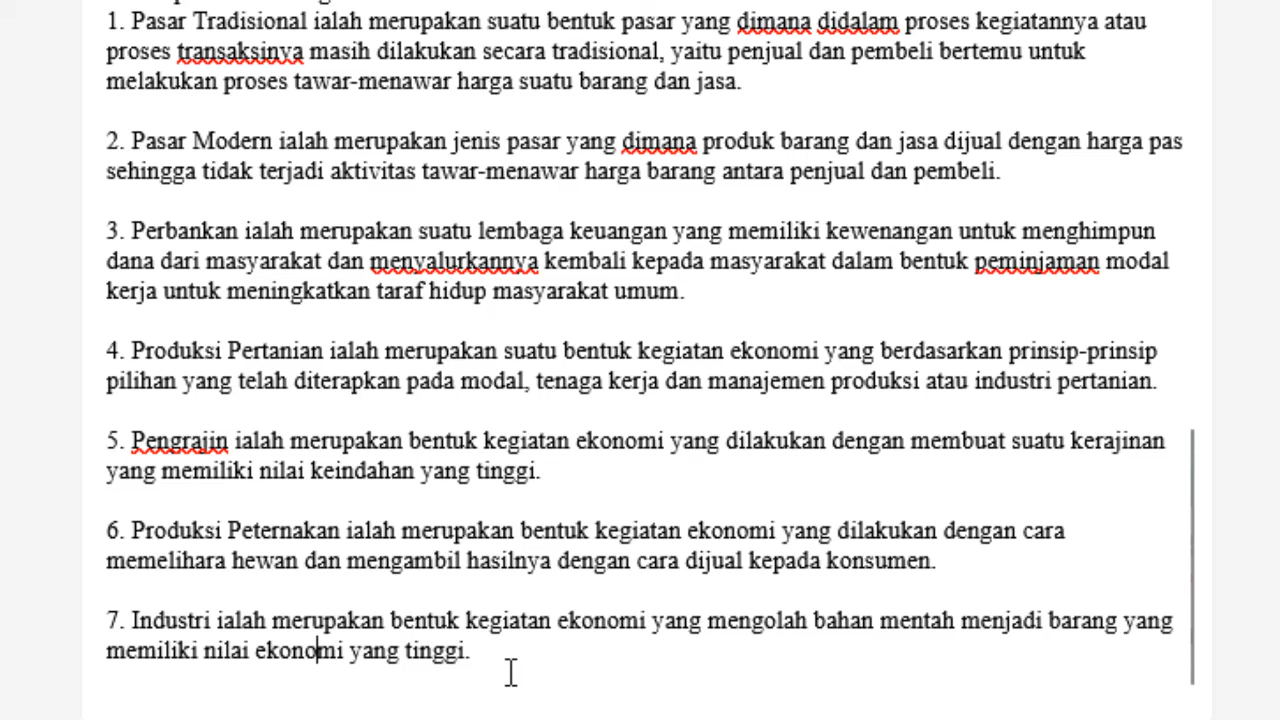 1. Pasar Tradisional ialah merupakan suatu bentuk pasar yang dimana didalam proses kegiatannya atau
proses transaksinya masih dilakukan secara tradisional, yaitu penjual dan pembeli bertemu untuk
melakukan proses tawar-menawar harga suatu barang dan jasa.
2. Pasar Modern ialah merupakan jenis pasar yang dimana produk barang dan jasa dijual dengan harga pas
sehingga tidak terjadi aktivitas tawar-menawar harga barang antara penjual dan pembeli.
3. Perbankan ialah merupakan suatu lembaga keuangan yang memiliki kewenangan untuk menghimpun
dana dari masyarakat dan menyalurkannya kembali kepada masyarakat dalam bentuk peminjaman modal
kerja untuk meningkatkan taraf hidup masyarakat umum.
4. Produksi Pertanian ialah merupakan suatu bentuk kegiatan ekonomi yang berdasarkan prinsip-prinsip
pilihan yang telah diterapkan pada modal, tenaga kerja dan manajemen produksi atau industri pertanian.
5. Pengrajin ialah merupakan bentuk kegiatan ekonomi yang dilakukan dengan membuat suatu kerajinan
yang memiliki nilai keindahan yang tinggi.
6. Produksi Peternakan ialah merupakan bentuk kegiatan ekonomi yang dilakukan dengan cara
memelihara hewan dan mengambil hasilnya dengan cara dijual kepada konsumen.
7. Industri ialah merupakan bentuk kegiatan ekonomi yang mengolah bahan mentah menjadi barang yang
memiliki nilai ekonomi yang tinggi.